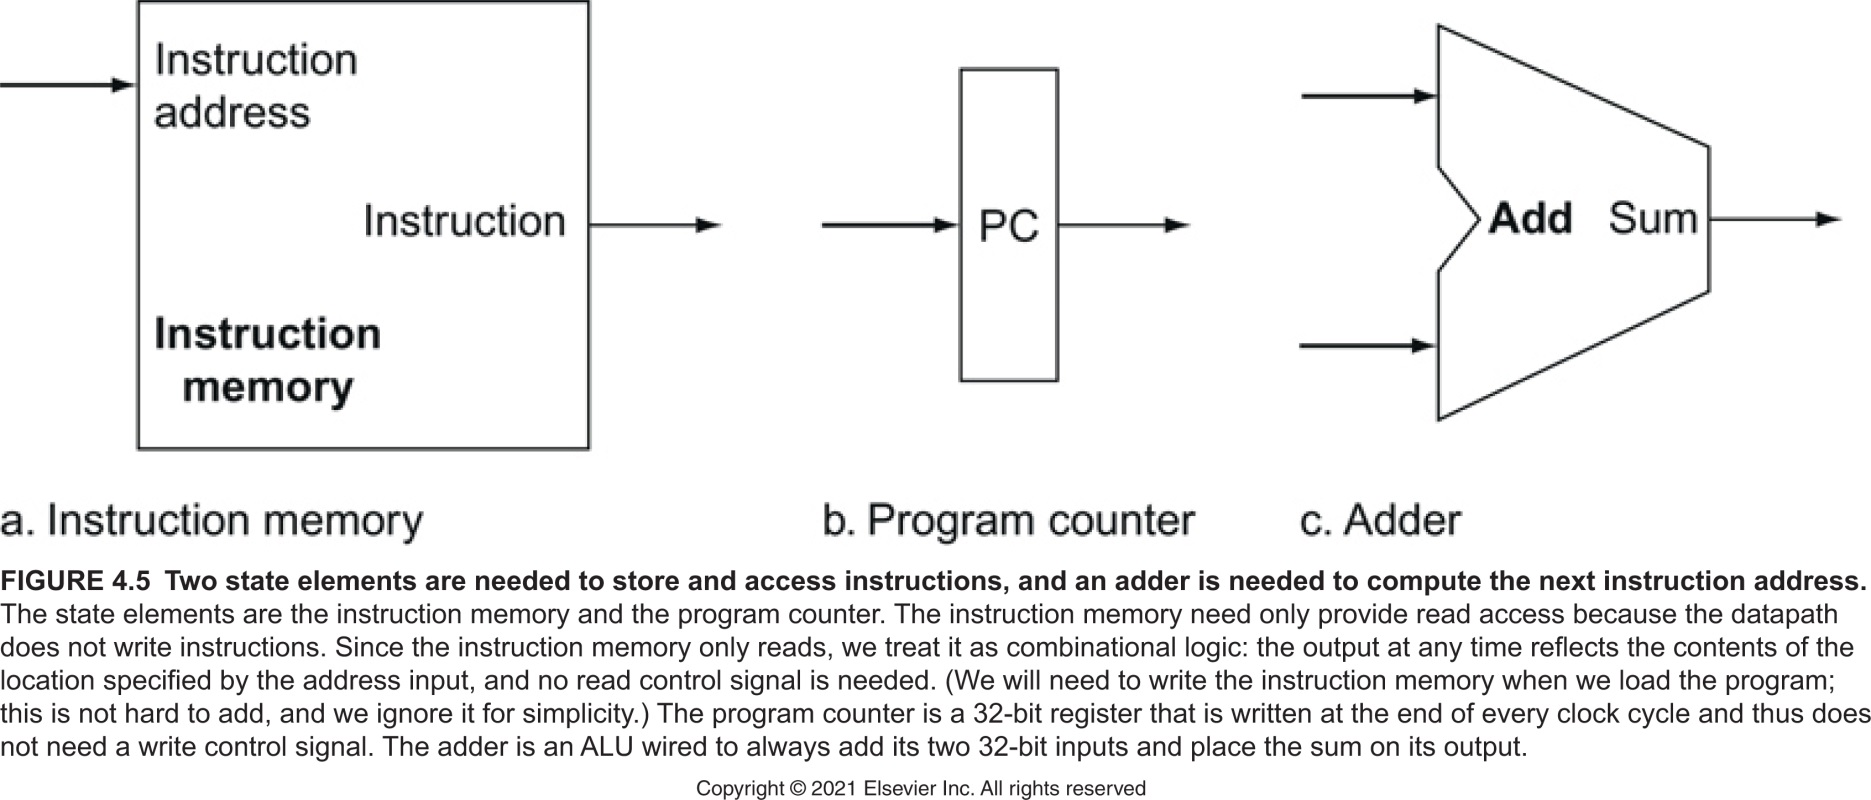 Instruction
address
Instruction
Instruction
memory
PC
Add Sum
a. Instruction memory
b. Program counter
c. Adder
FIGURE 4.5 Two state elements are needed to store and access instructions, and an adder is needed to compute the next instruction address.
The state elements are the instruction memory and the program counter. The instruction memory need only provide read access because the datapath
does not write instructions. Since the instruction memory only reads, we treat it as combinational logic: the output at any time reflects the contents of the
location specified by the address input, and no read control signal is needed. (We will need to write the instruction memory when we load the program;
this is not hard to add, and we ignore it for simplicity.) The program counter is a 32-bit register that is written at the end of every clock cycle and thus does
not need a write control signal. The adder is an ALU wired to always add its two 32-bit inputs and place the sum on its output.
Copyright © 2021 Elsevier Inc. All rights reserved